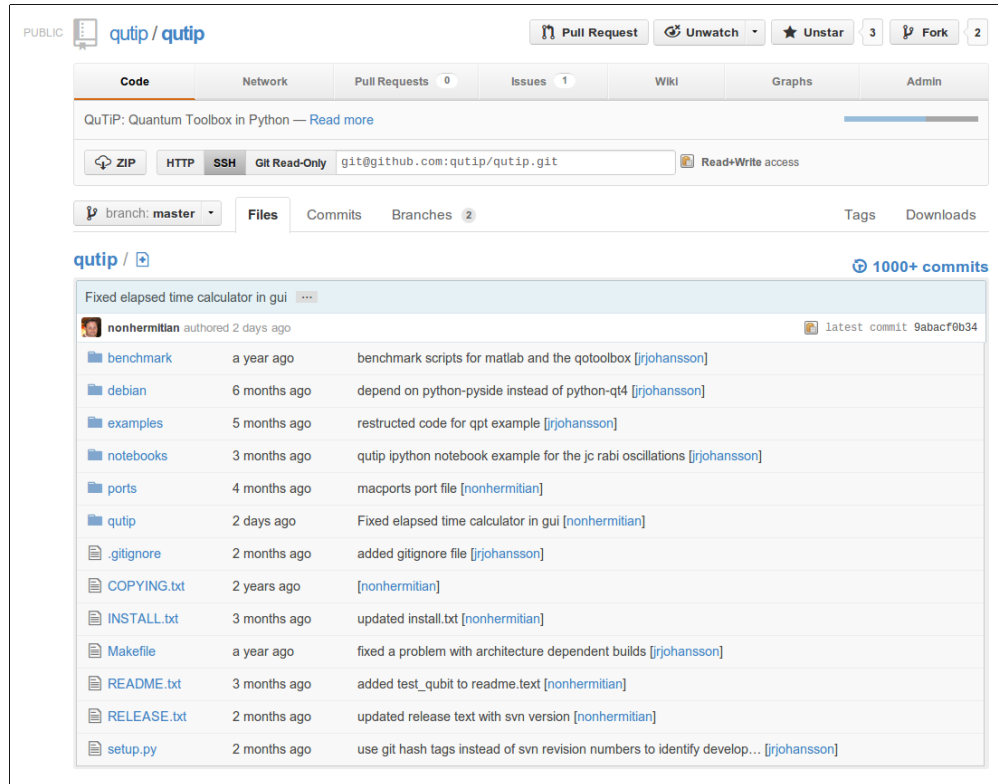 PUBLIC qutip / qutip Pull Request Unwatch Unstar 3 Fork 2
Code Network Pull Requests 0 Issues 1 Wiki Graphs Admin
QuTiP: Quantum Toolbox in Python — Read more
ZIP HTTP SSH Git Read-Only git@github.com:qutip/qutip.git Read+Write access
branch: master Files Commits Branches 2 Tags Downloads
qutip / 1000+ commits
Fixed elapsed time calculator in gui ...
nonhermitian authored 2 days ago latest commit 9abacf0b34
benchmark a year ago benchmark scripts for matlab and the qotoolbox [jrjohansson]
debian 6 months ago depend on python-pyside instead of python-qt4 [jrjohansson]
examples 5 months ago restructed code for qpt example [jrjohansson]
notebooks 3 months ago qutip ipython notebook example for the jc rabi oscillations [jrjohansson]
ports 4 months ago macports port file [nonhermitian]
qutip 2 days ago Fixed elapsed time calculator in gui [nonhermitian]
.gitignore 2 months ago added gitignore file [jrjohansson]
COPYING.txt 2 years ago [nonhermitian]
INSTALL.txt 3 months ago updated install.txt [nonhermitian]
Makefile a year ago fixed a problem with architecture dependent builds [jrjohansson]
README.txt 3 months ago added test_qubit to readme.text [nonhermitian]
RELEASE.txt 2 months ago updated release text with svn version [nonhermitian]
setup.py 2 months ago use git hash tags instead of svn revision numbers to identify develop… [jrjohansson]